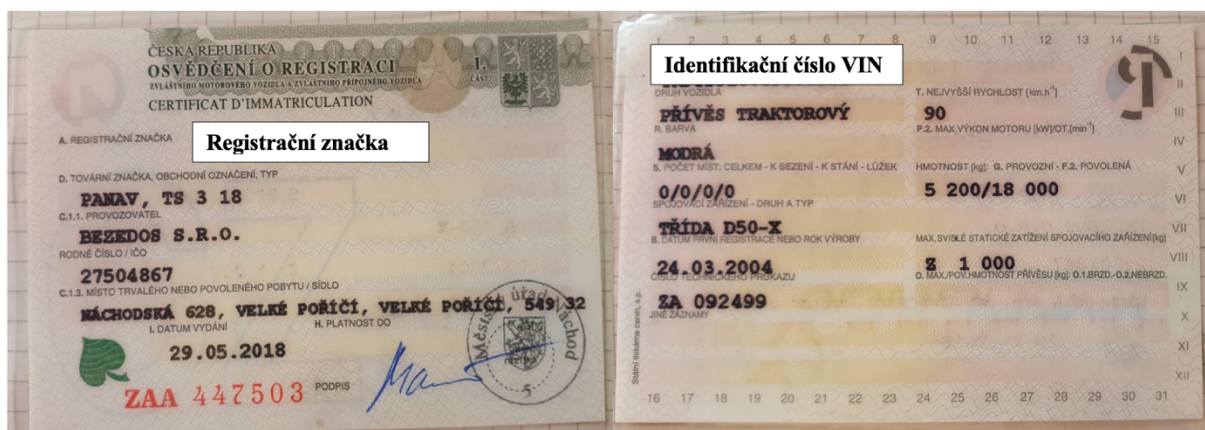 ČESKÁ REPUBLIKA
OSVĚDČENÍ O REGISTRACI I.
ZVLÁŠTNÍHO MOTOROVÉHO VOZIDLA A ZVLÁŠTNÍHO PŘÍPOJNÉHO VOZIDLA ČÁST
CERTIFICAT D'IMMATRICULATION
A. REGISTRAČNÍ ZNAČKA
Registrační značka
D. TOVÁRNÍ ZNAČKA, OBCHODNÍ OZNAČENÍ, TYP
PANAV, TS 3 18
C.1.1. PROVOZOVATEL
BEZEDOS S.R.O.
RODNÉ ČÍSLO / IČO
27504867
C.1.3. MÍSTO TRVALÉHO NEBO POVOLENÉHO POBYTU / SÍDLO
NÁCHODSKÁ 628, VELKÉ POŘÍČÍ, VELKÉ POŘÍČÍ, 549 32
I. DATUM VYDÁNÍ H. PLATNOST DO
29.05.2018
ZAA 447503 PODPIS
Městský úřad Náchod
5
1 2 3 4 5 6 7 8 9 10 11 12 13 14 15
Identifikační číslo VIN
DRUH VOZIDLA T. NEJVYŠŠÍ RYCHLOST [km.h⁻¹]
PŘÍVĚS TRAKTOROVÝ 90
R. BARVA P.2. MAX.VÝKON MOTORU [kW]/OT.[min⁻¹]
MODRÁ
S. POČET MÍST: CELKEM - K SEZENÍ - K STÁNÍ - LŮŽEK HMOTNOST [kg]: G. PROVOZNÍ - F.2. POVOLENÁ
0/0/0/0 5 200/18 000
SPOJOVACÍ ZAŘÍZENÍ - DRUH A TYP
TŘÍDA D50-X
B. DATUM PRVNÍ REGISTRACE NEBO ROK VÝROBY MAX. SVISLÉ STATICKÉ ZATÍŽENÍ SPOJOVACÍHO ZAŘÍZENÍ [kg]
24.03.2004 Z 1 000
ČÍSLO TECHNICKÉHO PRŮKAZU O. MAX./POV.HMOTNOST PŘÍVĚSU [kg]: O.1.BRZD.-O.2.NEBRZD.
ZA 092499
JINÉ ZÁZNAMY
I
II
III
IV
V
VI
VII
VIII
IX
X
XI
XII
Státní tiskárna cenin, s.p.
16 17 18 19 20 21 22 23 24 25 26 27 28 29 30 31